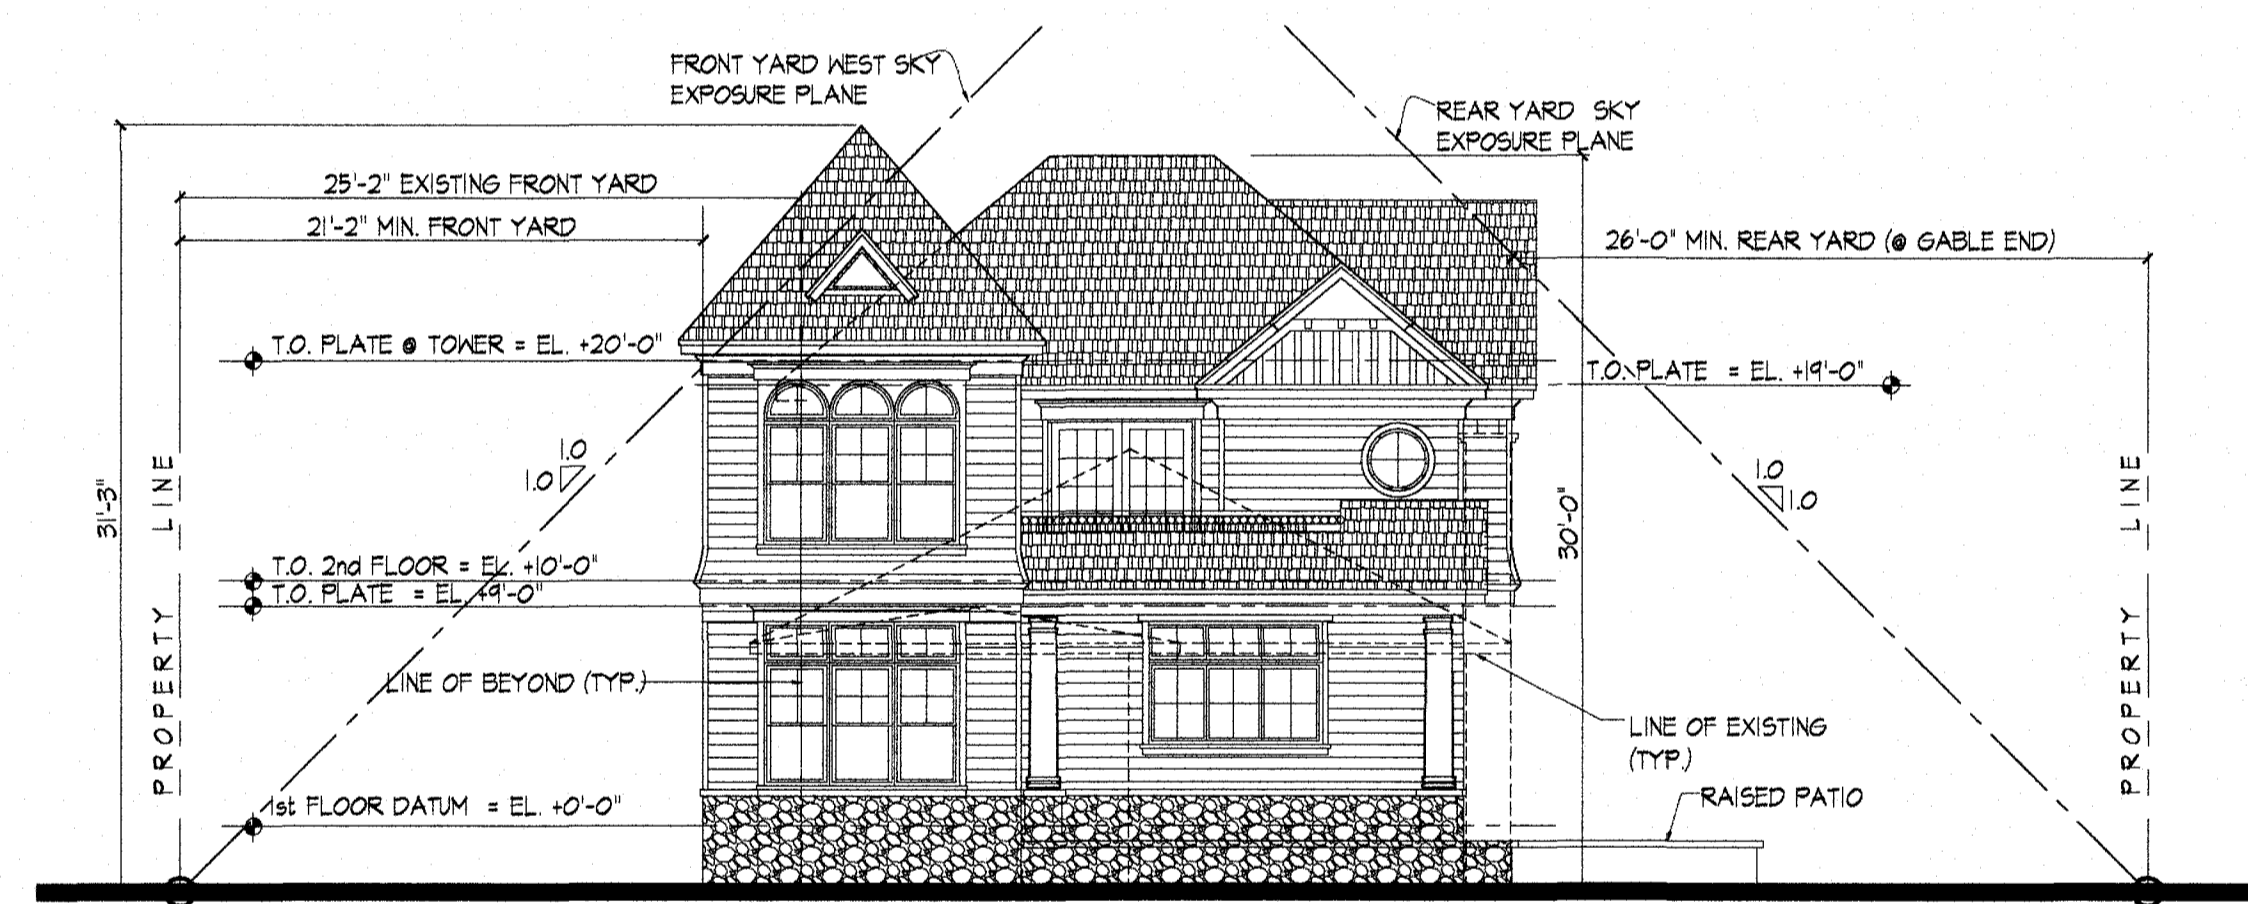 FRONT YARD WEST SKY
EXPOSURE PLANE
REAR YARD SKY
EXPOSURE PLANE
25'-2" EXISTING FRONT YARD
21'-2" MIN. FRONT YARD
26'-0" MIN. REAR YARD (@ GABLE END)
T.O. PLATE @ TOWER = EL. +20'-0"
T.O. PLATE = EL. +19'-0"
1.0
1.0
1.0
1.0
31'-3"
30'-0"
PROPERTY LINE
PROPERTY LINE
T.O. 2nd FLOOR = EL. +10'-0"
T.O. PLATE = EL. +9'-0"
LINE OF BEYOND (TYP.)
LINE OF EXISTING
(TYP.)
RAISED PATIO
1st FLOOR DATUM = EL. +0'-0"